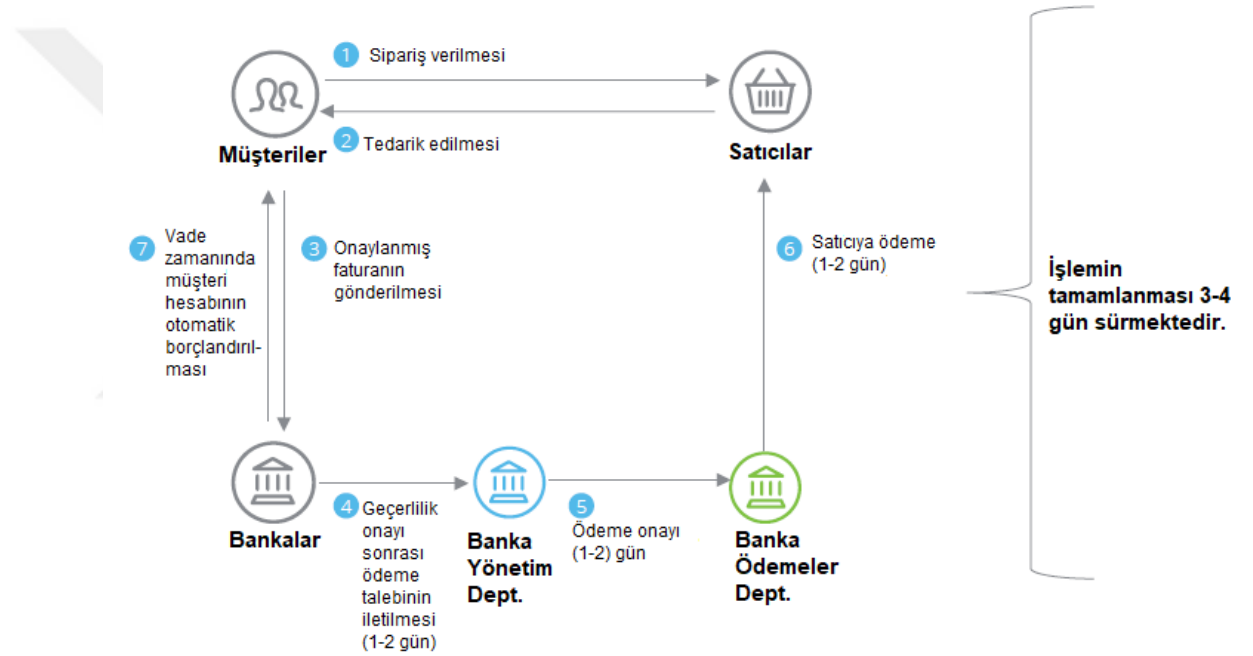 1 Sipariş verilmesi
2 Tedarik edilmesi
Müşteriler
Satıcılar
7 Vade
zamanında
müşteri
hesabının
otomatik
borçlandırıl-
ması
3 Onaylanmış
faturanın
gönderilmesi
6 Satıcıya ödeme
(1-2 gün)
İşlemin
tamamlanması 3-4
gün sürmektedir.
Bankalar
4 Geçerlilik
onayı
sonrası
ödeme
talebinin
iletilmesi
(1-2 gün)
Banka
Yönetim
Dept.
5 Ödeme onayı
(1-2) gün
Banka
Ödemeler
Dept.